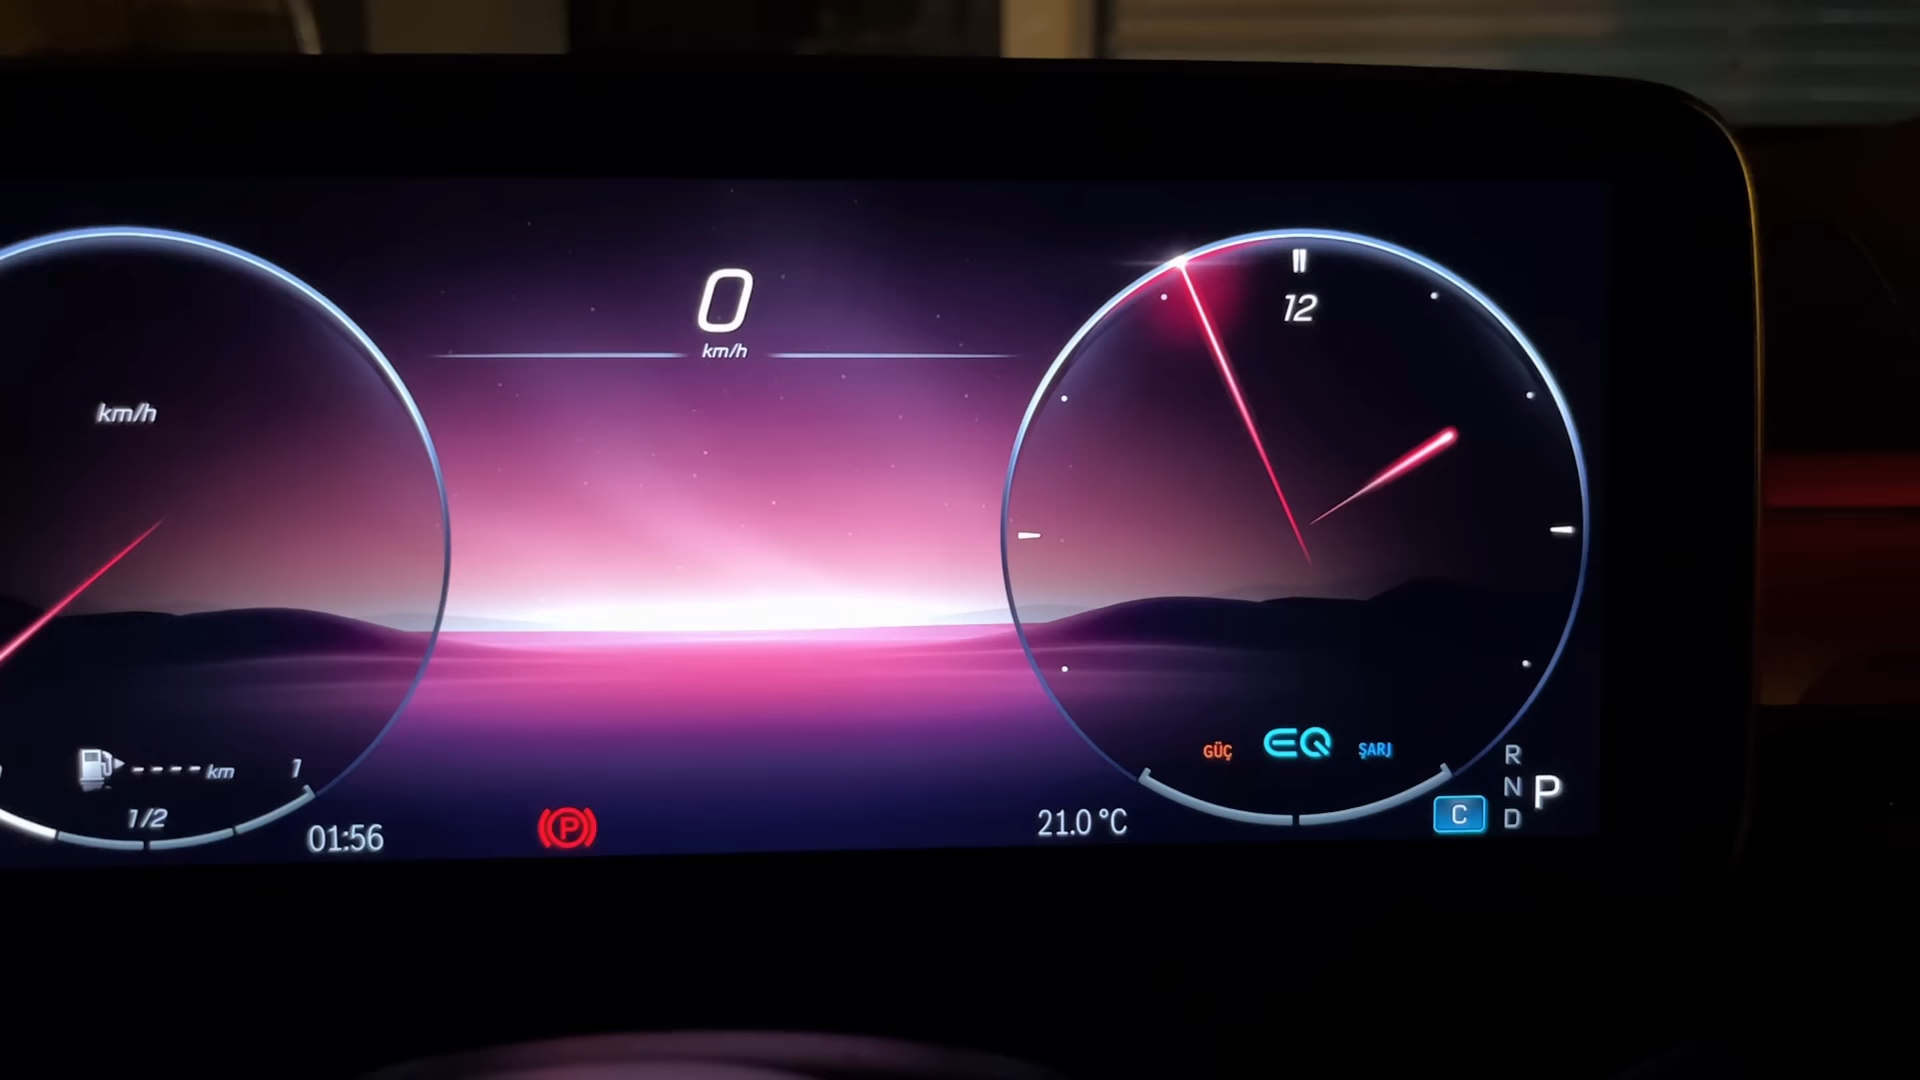 0
km/h
km/h
12
---- km
1
1/2
01:56
P
21.0 °C
GÜÇ
EQ
ŞARJ
C
R
N
D
P